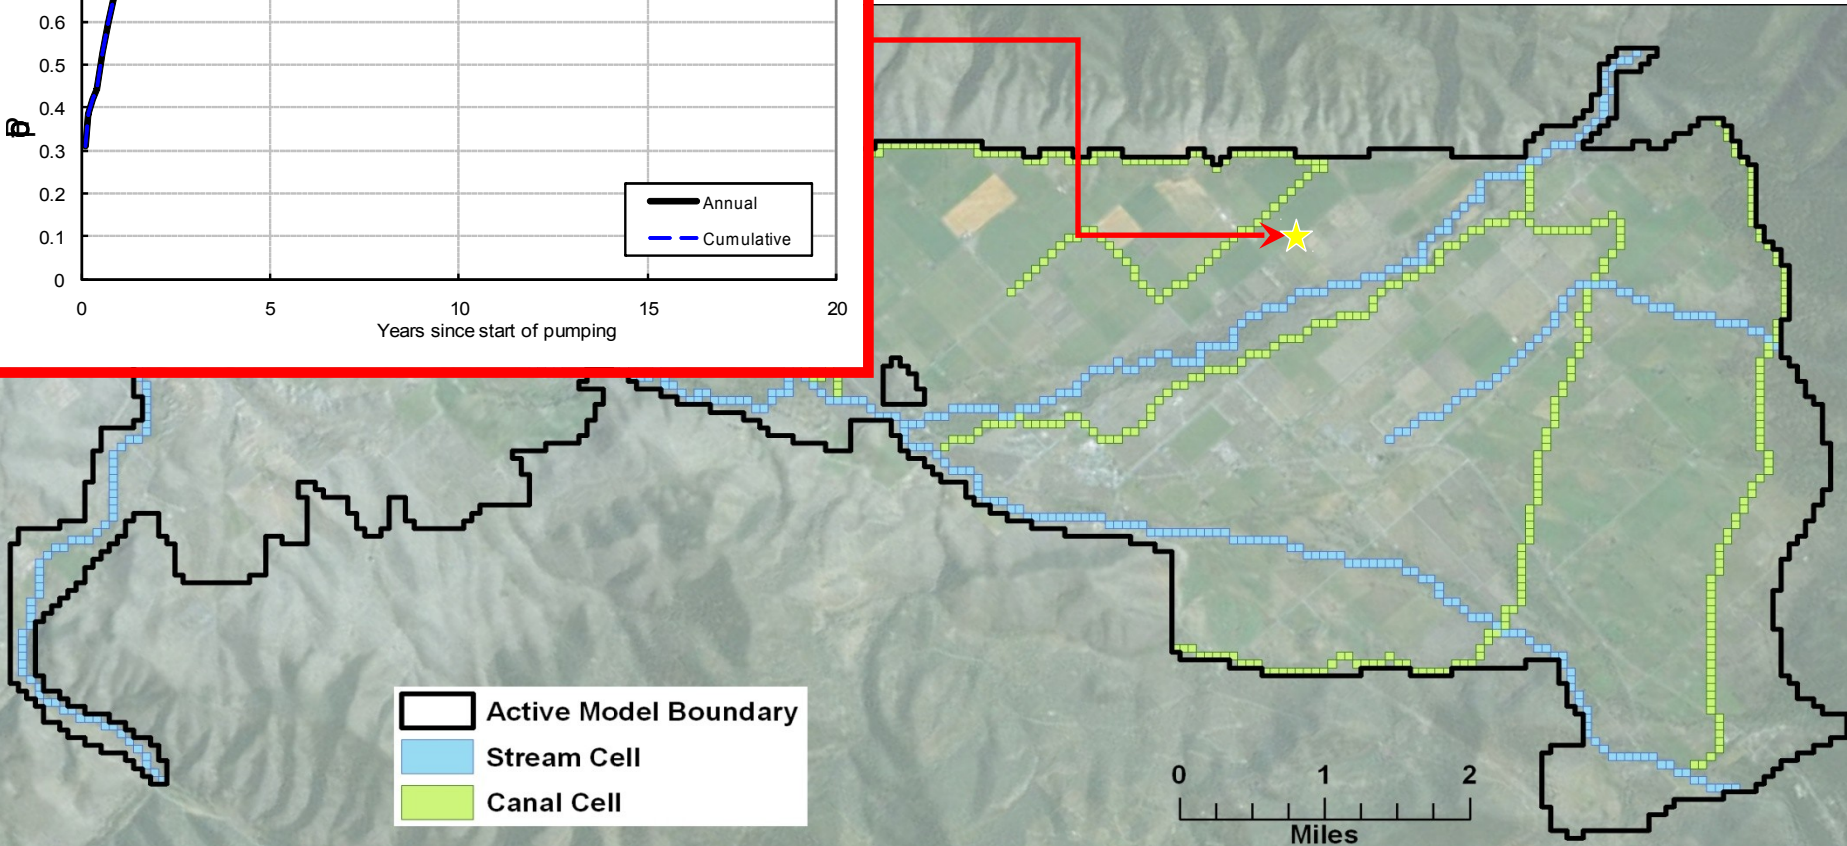 0.6
0.5
0.4
0.3
0.2
0.1
0
0 5 10 15 20
Years since start of pumping
Annual
Cumulative
Active Model Boundary
Stream Cell
Canal Cell
0 1 2
Miles